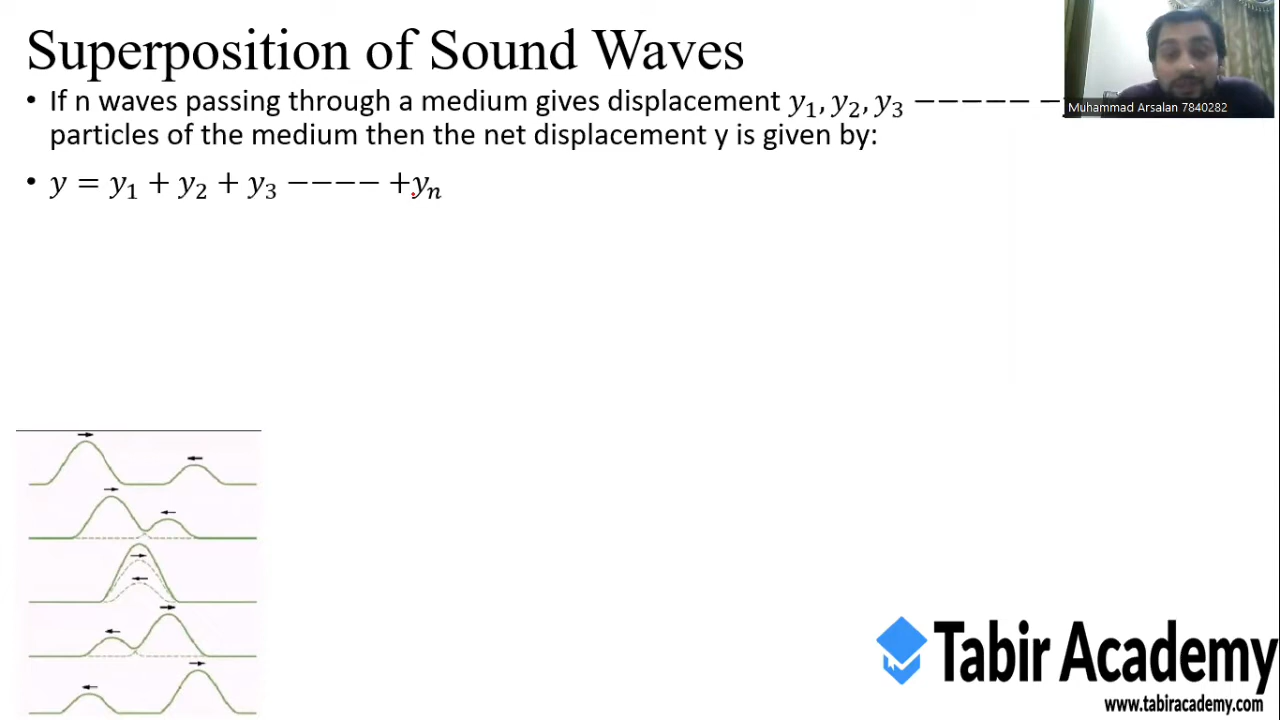 Superposition of Sound Waves
• If n waves passing through a medium gives displacement y₁, y₂, y₃ −−−−− −
particles of the medium then the net displacement y is given by:
• y = y₁ + y₂ + y₃ −−−− +yₙ
Muhammad Arsalan 7840282
Tabir Academy
www.tabiracademy.com